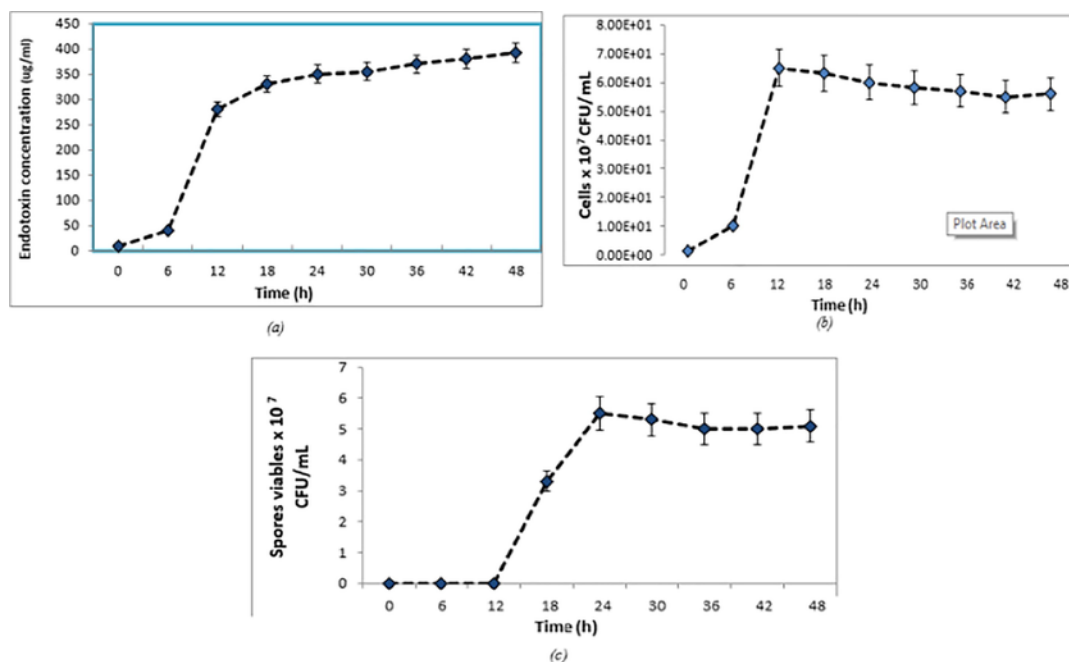 450
400
350
300
250
200
150
100
50
0
Endotoxin concentration (ug/ml)
0 6 12 18 24 30 36 42 48
Time (h)
(a)
8.00E+01
7.00E+01
6.00E+01
5.00E+01
4.00E+01
3.00E+01
2.00E+01
1.00E+01
0.00E+00
Cells x 10⁷ CFU/mL
Plot Area
0 6 12 18 24 30 36 42 48
Time (h)
(b)
7
6
5
4
3
2
1
0
Spores viables x 10 ⁷
CFU/mL
0 6 12 18 24 30 36 42 48
Time (h)
(c)